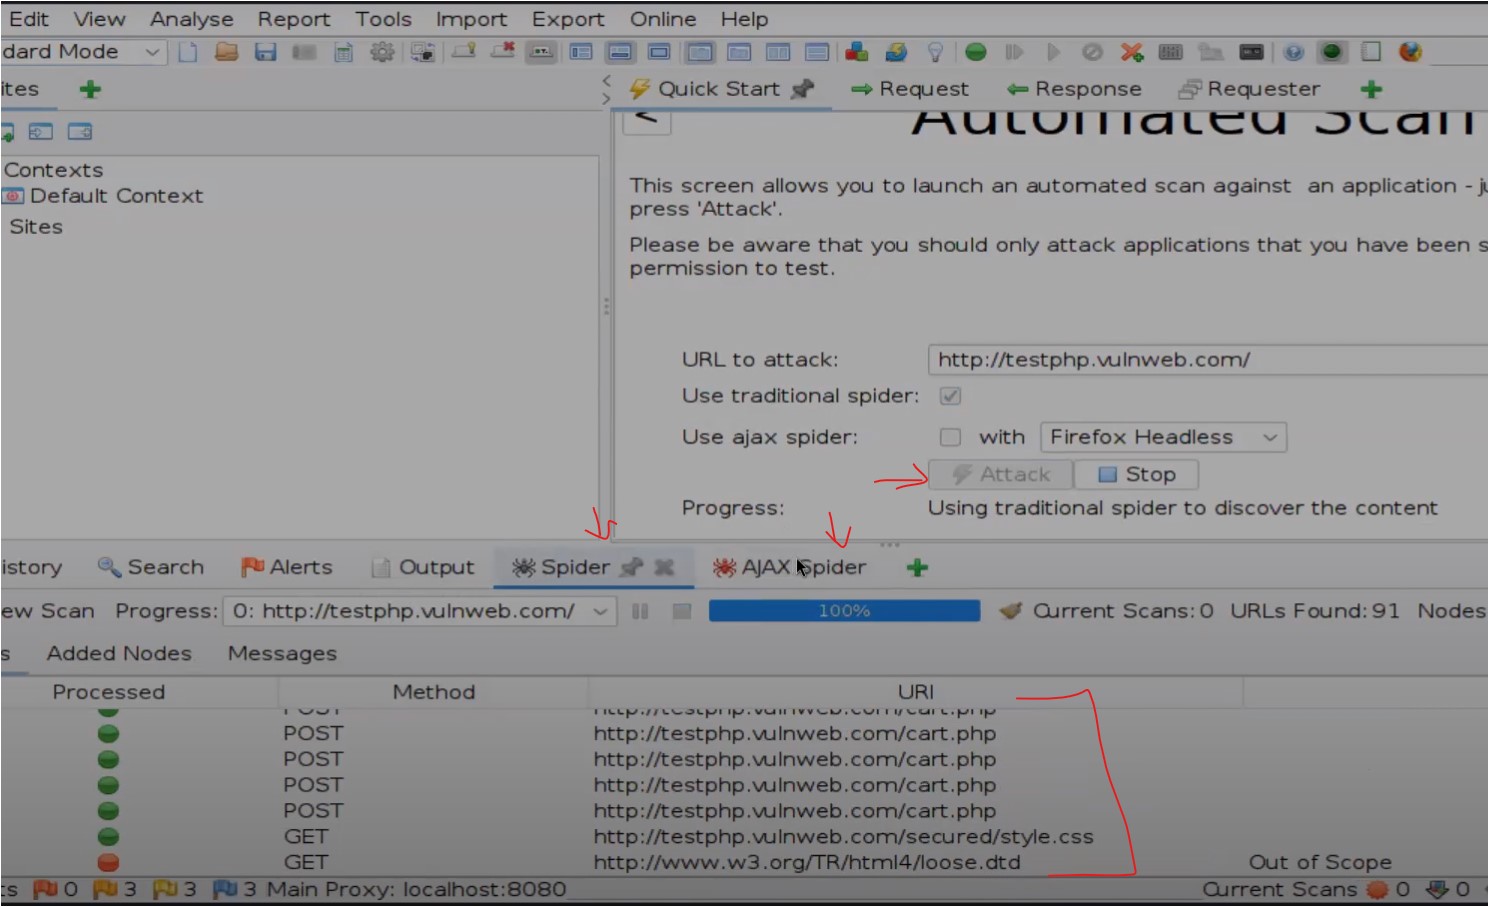 Edit View Analyse Report Tools Import Export Online Help
dard Mode
ites
Quick Start Request Response Requester
Automated Scan
This screen allows you to launch an automated scan against an application - ju
press 'Attack'.
Please be aware that you should only attack applications that you have been s
permission to test.
Contexts
Default Context
Sites
URL to attack: http://testphp.vulnweb.com/
Use traditional spider:
Use ajax spider: with Firefox Headless
Attack Stop
Progress: Using traditional spider to discover the content
istory Search Alerts Output Spider AJAX Spider
ew Scan Progress: 0: http://testphp.vulnweb.com/ 100% Current Scans: 0 URLs Found: 91 Nodes
s Added Nodes Messages
Processed Method URI
POST http://testphp.vulnweb.com/cart.php
POST http://testphp.vulnweb.com/cart.php
POST http://testphp.vulnweb.com/cart.php
POST http://testphp.vulnweb.com/cart.php
POST http://testphp.vulnweb.com/cart.php
GET http://testphp.vulnweb.com/secured/style.css
GET http://www.w3.org/TR/html4/loose.dtd Out of Scope
ts 0 3 3 3 Main Proxy: localhost:8080 Current Scans 0 0